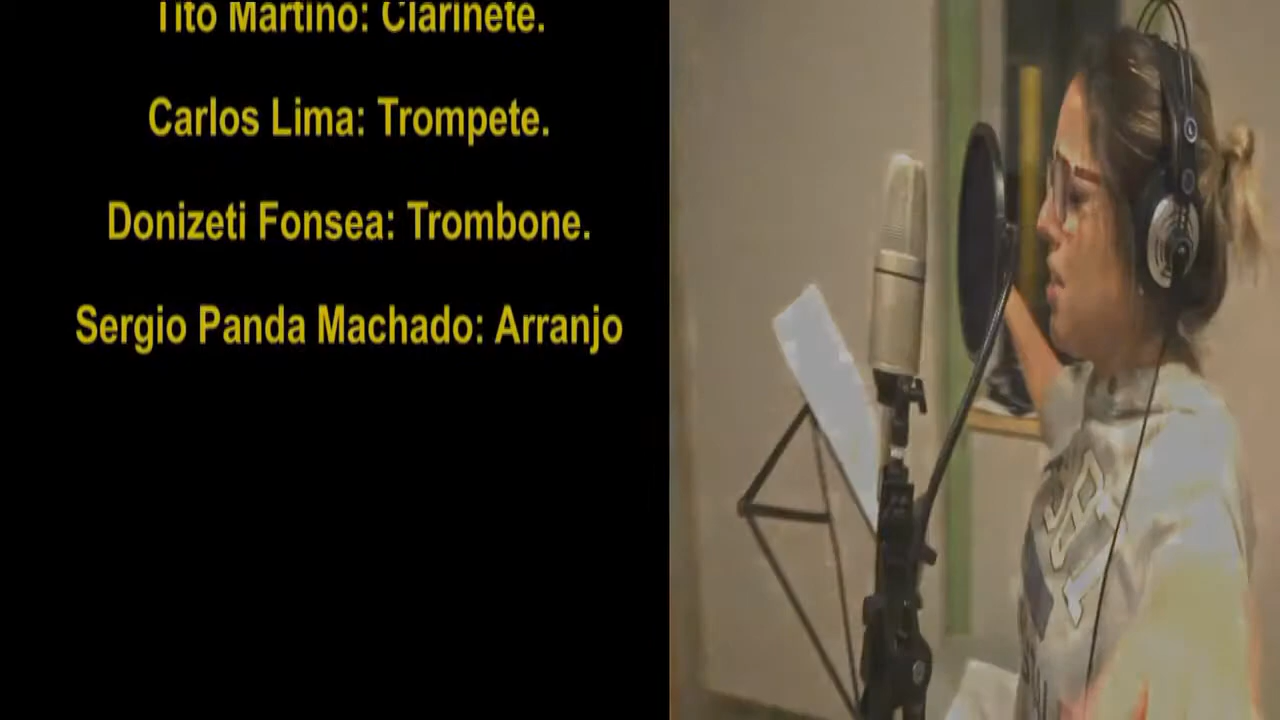 Tito Martino: Clarinete.
Carlos Lima: Trompete.
Donizeti Fonsea: Trombone.
Sergio Panda Machado: Arranjo